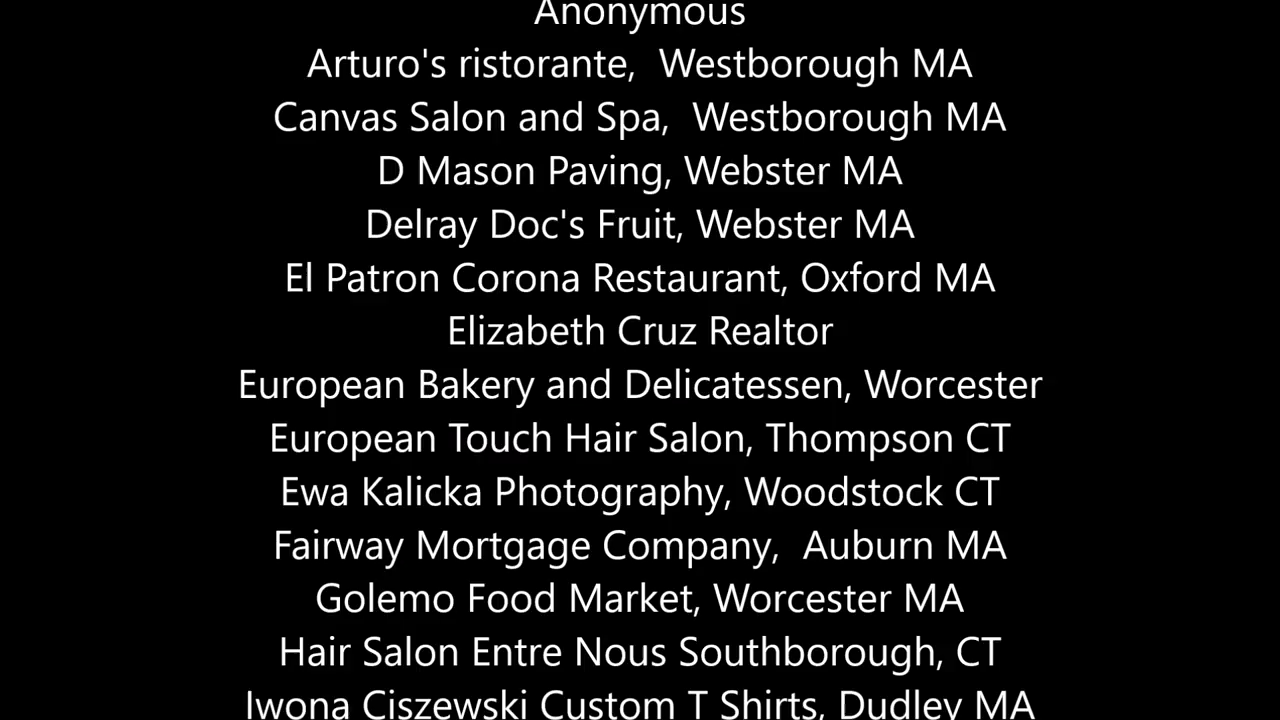 Anonymous
Arturo's ristorante,  Westborough MA
Canvas Salon and Spa,  Westborough MA
D Mason Paving, Webster MA
Delray Doc's Fruit, Webster MA
El Patron Corona Restaurant, Oxford MA
Elizabeth Cruz Realtor
European Bakery and Delicatessen, Worcester
European Touch Hair Salon, Thompson CT
Ewa Kalicka Photography, Woodstock CT
Fairway Mortgage Company,  Auburn MA
Golemo Food Market, Worcester MA
Hair Salon Entre Nous Southborough, CT
Iwona Ciszewski Custom T Shirts, Dudley MA